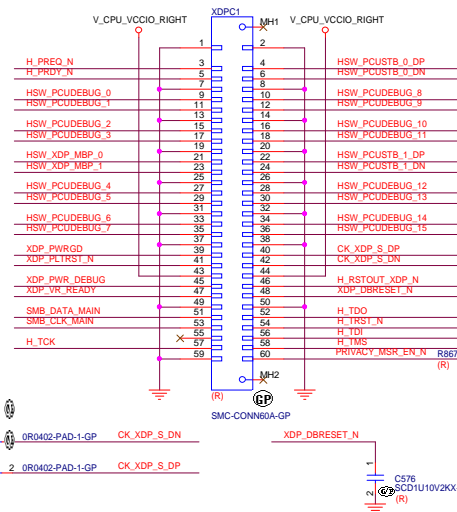 XDPC1
V_CPU_VCCIO_RIGHT
MH1
V_CPU_VCCIO_RIGHT
1 2
H_PREQ_N 3 4 HSW_PCUSTB_0_DP
H_PRDY_N 5 6 HSW_PCUSTB_0_DN
7 8
HSW_PCUDEBUG_0 9 10 HSW_PCUDEBUG_8
HSW_PCUDEBUG_1 11 12 HSW_PCUDEBUG_9
13 14
HSW_PCUDEBUG_2 15 16 HSW_PCUDEBUG_10
HSW_PCUDEBUG_3 17 18 HSW_PCUDEBUG_11
19 20
HSW_XDP_MBP_0 21 22 HSW_PCUSTB_1_DP
HSW_XDP_MBP_1 23 24 HSW_PCUSTB_1_DN
25 26
HSW_PCUDEBUG_4 27 28 HSW_PCUDEBUG_12
HSW_PCUDEBUG_5 29 30 HSW_PCUDEBUG_13
31 32
HSW_PCUDEBUG_6 33 34 HSW_PCUDEBUG_14
HSW_PCUDEBUG_7 35 36 HSW_PCUDEBUG_15
37 38
XDP_PWRGD 39 40 CK_XDP_S_DP
XDP_PLTRST_N 41 42 CK_XDP_S_DN
43 44
XDP_PWR_DEBUG 45 46 H_RSTOUT_XDP_N
XDP_VR_READY 47 48 XDP_DBRESET_N
49 50
SMB_DATA_MAIN 51 52 H_TDO
SMB_CLK_MAIN 53 54 H_TRST_N
55 56 H_TDI
H_TCK 57 58 H_TMS
59 60 PRIVACY_MSR_EN_N R867
(R)
MH2
(R) GP
SMC-CONN60A-GP
0R0402-PAD-1-GP CK_XDP_S_DN
XDP_DBRESET_N
2 0R0402-PAD-1-GP CK_XDP_S_DP
1
C576
SCD1U10V2KX-
2
(R)